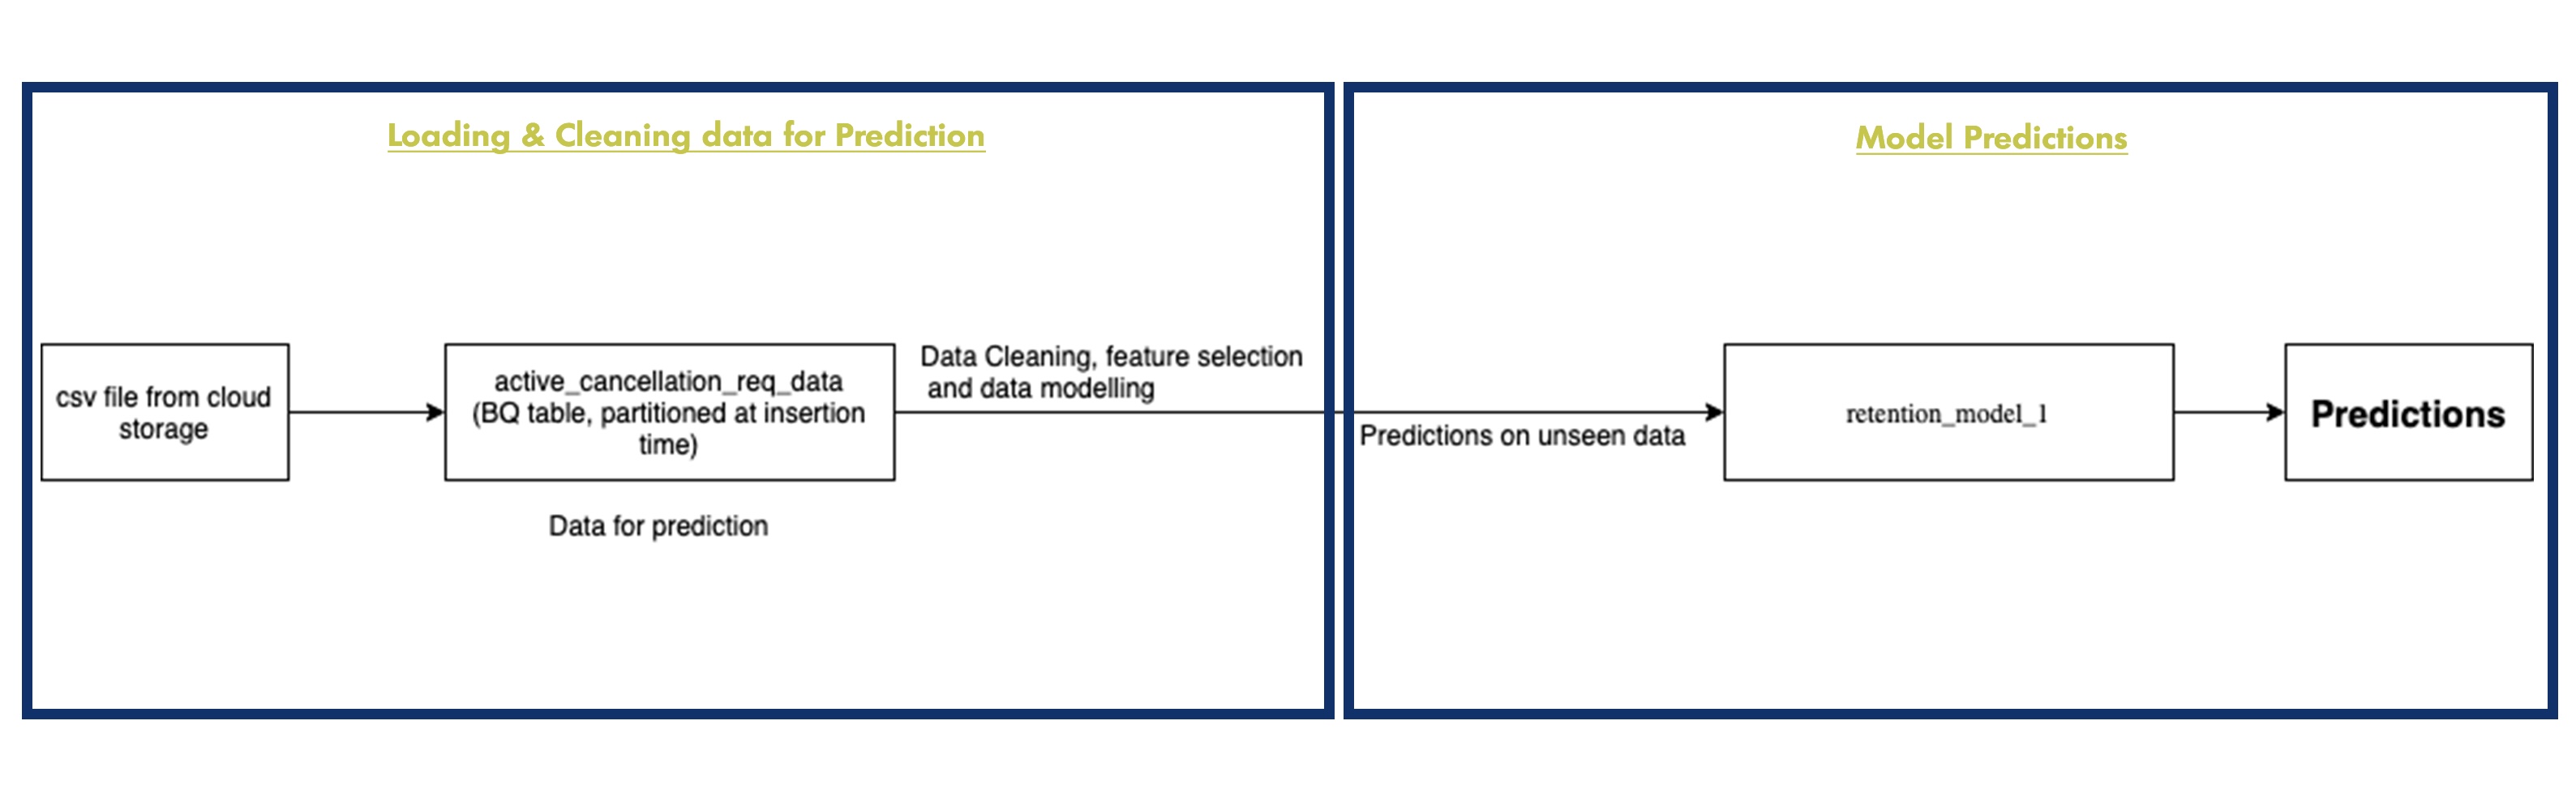 Loading & Cleaning data for Prediction
csv file from cloud
storage
active_cancellation_req_data
(BQ table, partitioned at insertion
time)
Data for prediction
Data Cleaning, feature selection
and data modelling
Model Predictions
Predictions on unseen data
retention_model_1
Predictions